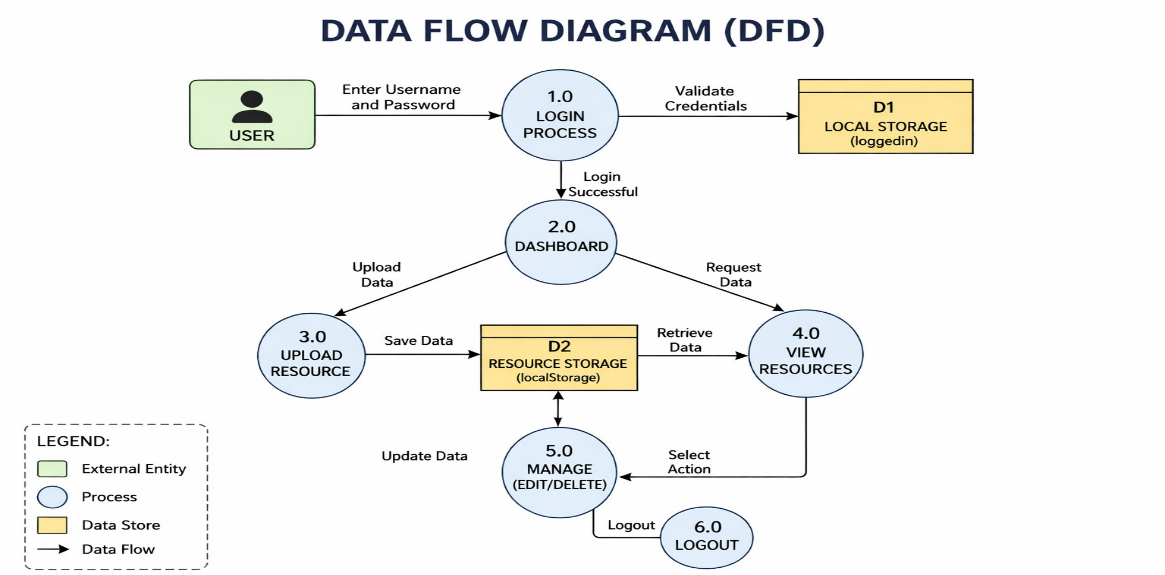 DATA FLOW DIAGRAM (DFD)
USER
Enter Username
and Password
1.0
LOGIN
PROCESS
Validate
Credentials
D1
LOCAL STORAGE
(loggedin)
Login
Successful
2.0
DASHBOARD
Upload
Data
Request
Data
3.0
UPLOAD
RESOURCE
Save Data
D2
RESOURCE STORAGE
(localStorage)
Retrieve
Data
4.0
VIEW
RESOURCES
Update Data
5.0
MANAGE
(EDIT/DELETE)
Select
Action
Logout
6.0
LOGOUT
LEGEND:
External Entity
Process
Data Store
Data Flow